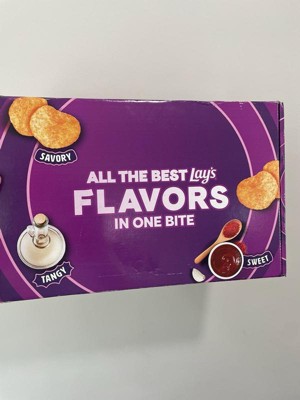 SAVORY
ALL THE BEST Lay's
FLAVORS
IN ONE BITE
TANGY
SWEET